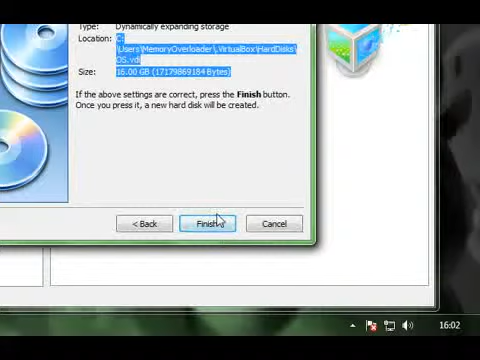 Type: Dynamically expanding storage
Location: C:
\Users\MemoryOverloader\.VirtualBox\HardDisks\
OS.vdi
Size: 16.00 GB (17179869184 Bytes)
If the above settings are correct, press the Finish button.
Once you press it, a new hard disk will be created.
< Back Finish Cancel
16:02